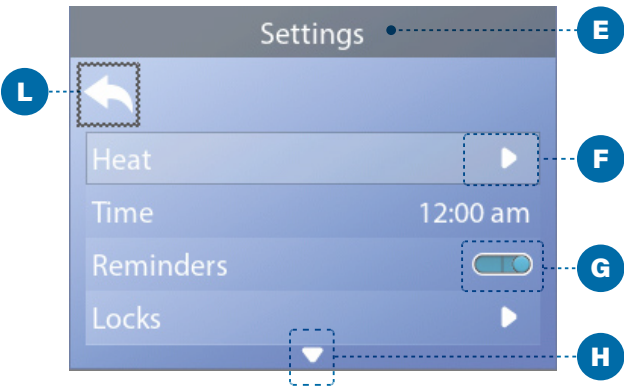 Settings
E
L
Heat
F
Time 12:00 am
Reminders
G
Locks
H